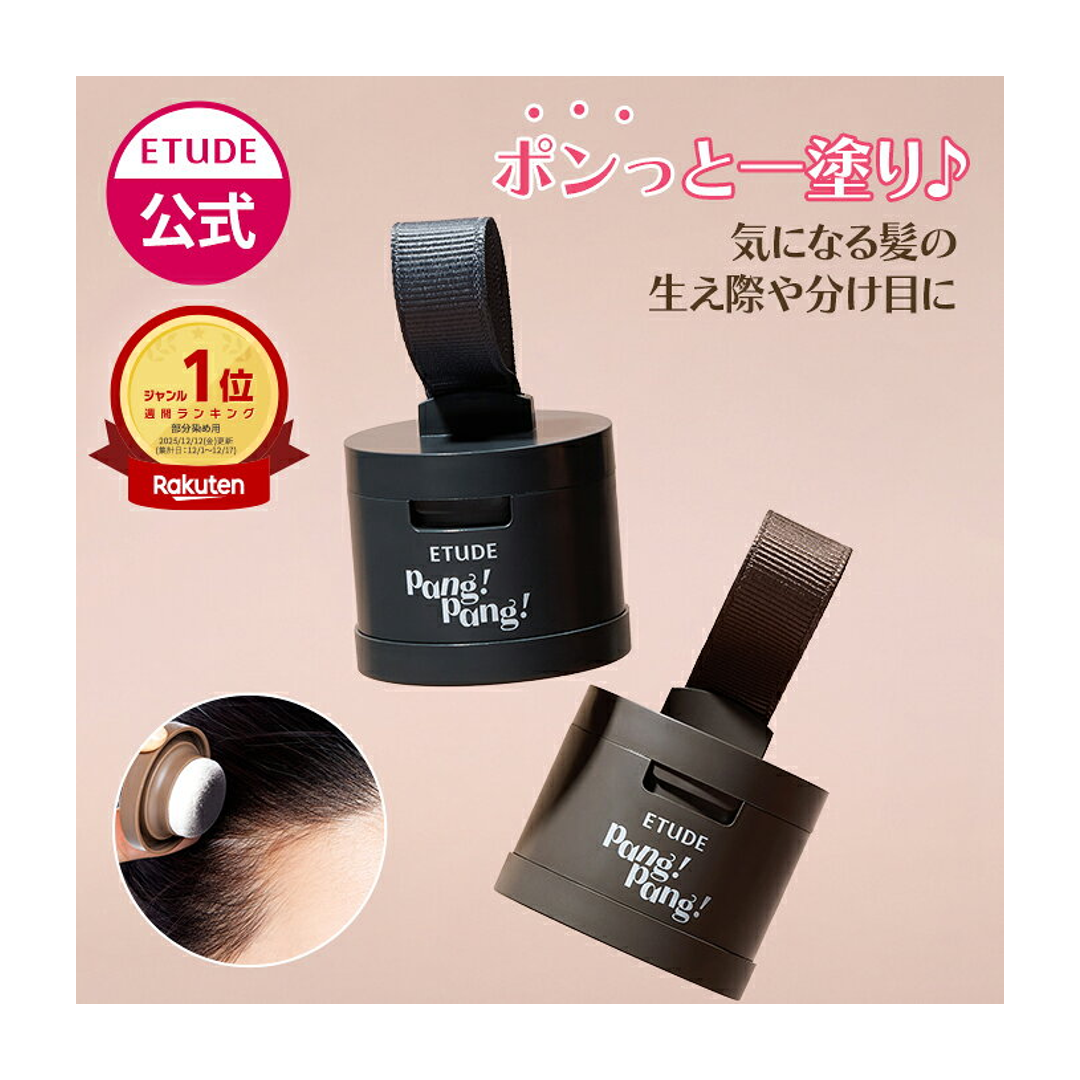 ETUDE
公式
ポンっと一塗り♪
気になる髪の
生え際や分け目に
ジャンル1位
週間ランキング
部分染め用
2025/12/12(金)更新
(集計日:12/1～12/17)
Rakuten
ETUDE
Pang!
Pang!
ETUDE
Pang!
Pang!